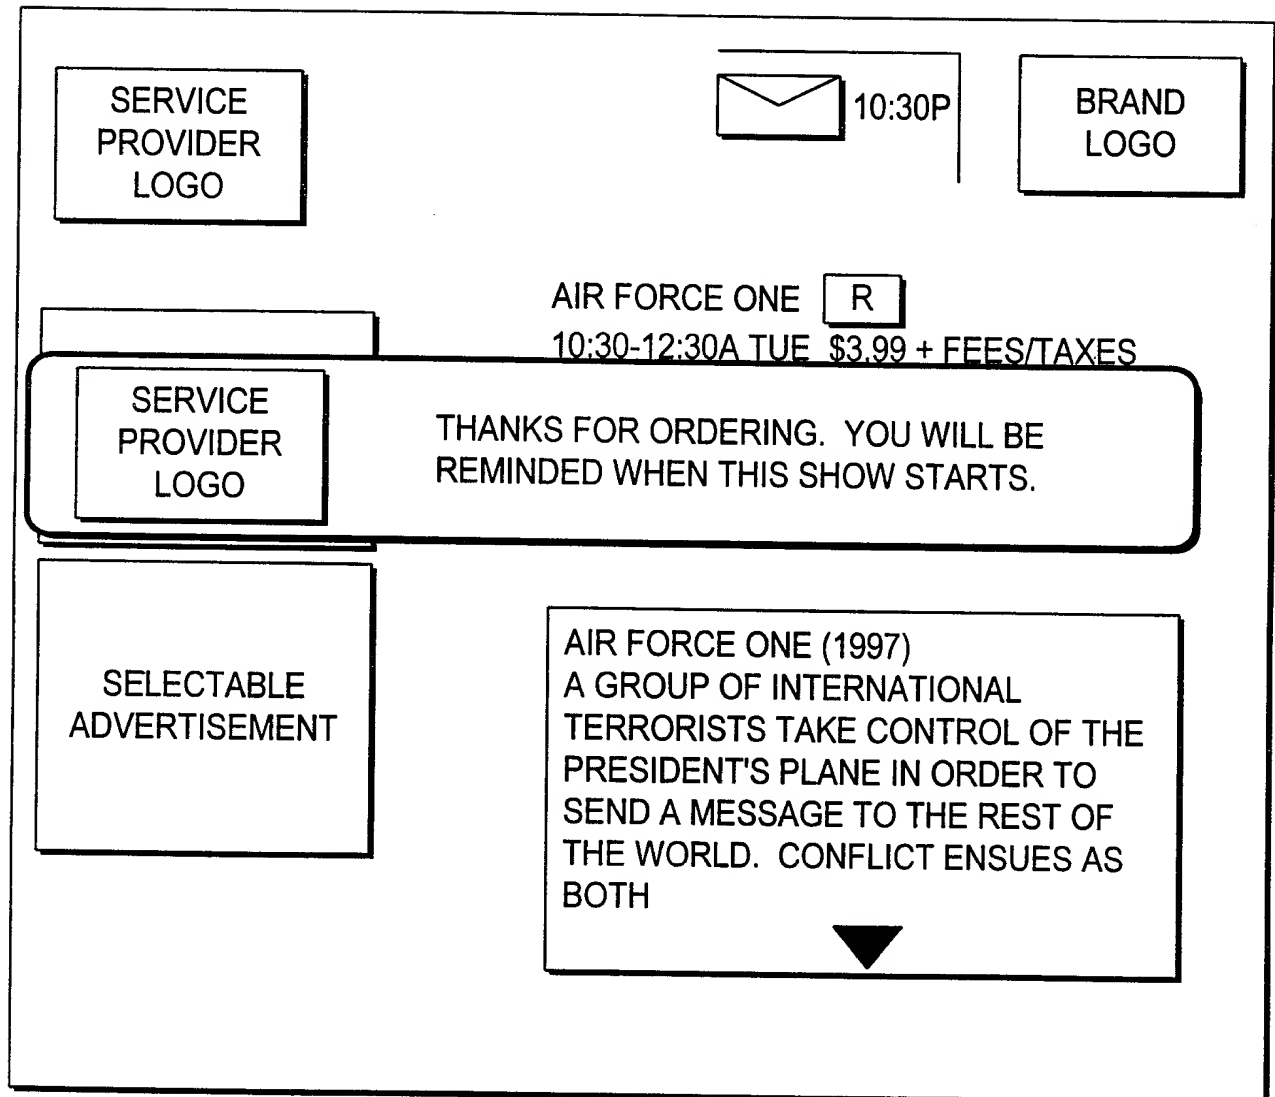 SERVICE
PROVIDER
LOGO
10:30P
BRAND
LOGO
AIR FORCE ONE R
10:30-12:30A TUE $3.99 + FEES/TAXES
SERVICE
PROVIDER
LOGO
THANKS FOR ORDERING. YOU WILL BE
REMINDED WHEN THIS SHOW STARTS.
SELECTABLE
ADVERTISEMENT
AIR FORCE ONE (1997)
A GROUP OF INTERNATIONAL
TERRORISTS TAKE CONTROL OF THE
PRESIDENT'S PLANE IN ORDER TO
SEND A MESSAGE TO THE REST OF
THE WORLD. CONFLICT ENSUES AS
BOTH